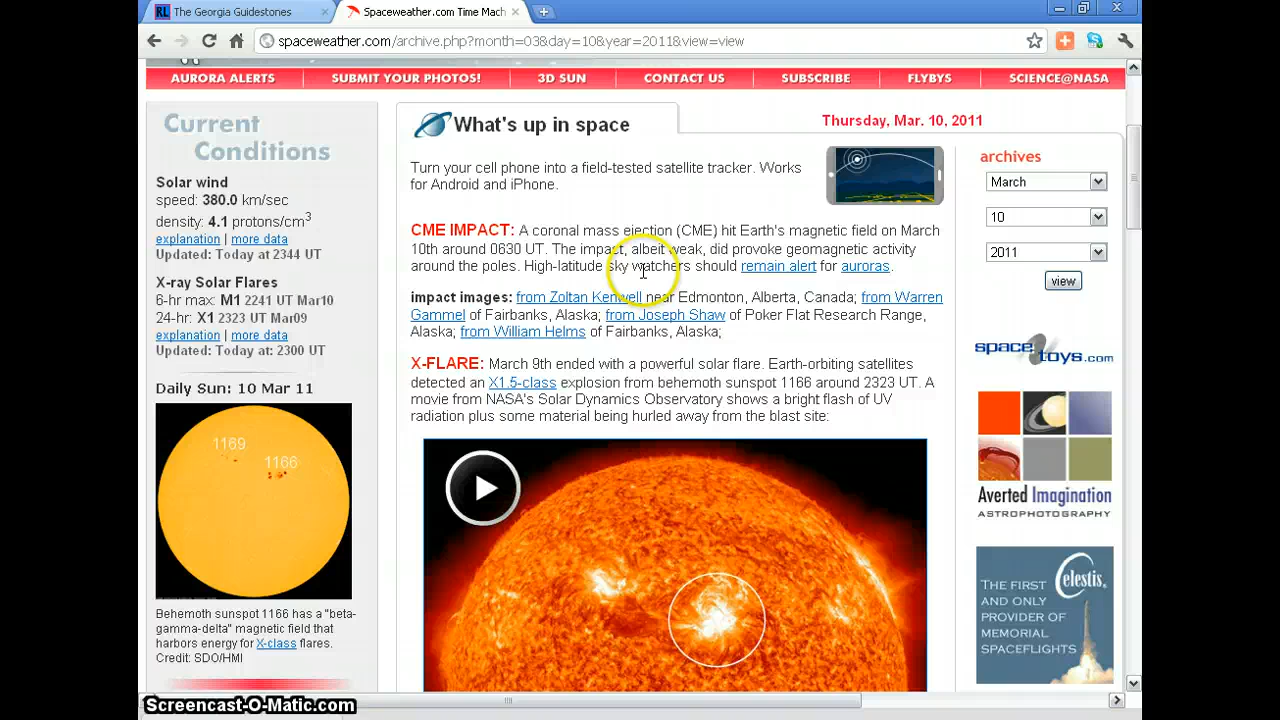 The Georgia Guidestones
Spaceweather.com Time Mach
spaceweather.com/archive.php?month=03&day=10&year=2011&view=view
AURORA ALERTS
SUBMIT YOUR PHOTOS!
3D SUN
CONTACT US
SUBSCRIBE
FLYBYS
SCIENCE@NASA
Current
Conditions
Solar wind
speed: 380.0 km/sec
density: 4.1 protons/cm3
explanation | more data
Updated: Today at 2344 UT
X-ray Solar Flares
6-hr max: M1 2241 UT Mar10
24-hr: X1 2323 UT Mar09
explanation | more data
Updated: Today at: 2300 UT
Daily Sun: 10 Mar 11
1169
1166
Behemoth sunspot 1166 has a "beta-
gamma-delta" magnetic field that
harbors energy for X-class flares.
Credit: SDO/HMI
What's up in space
Thursday, Mar. 10, 2011
Turn your cell phone into a field-tested satellite tracker. Works
for Android and iPhone.
CME IMPACT: A coronal mass ejection (CME) hit Earth's magnetic field on March
10th around 0630 UT. The impact, albeit weak, did provoke geomagnetic activity
around the poles. High-latitude sky watchers should remain alert for auroras.
impact images: from Zoltan Kenwell near Edmonton, Alberta, Canada; from Warren
Gammel of Fairbanks, Alaska; from Joseph Shaw of Poker Flat Research Range,
Alaska; from William Helms of Fairbanks, Alaska;
X-FLARE: March 9th ended with a powerful solar flare. Earth-orbiting satellites
detected an X1.5-class explosion from behemoth sunspot 1166 around 2323 UT. A
movie from NASA's Solar Dynamics Observatory shows a bright flash of UV
radiation plus some material being hurled away from the blast site:
archives
March
10
2011
view
spacetoys.com
Averted Imagination
ASTROPHOTOGRAPHY
Celestis
THE FIRST
AND ONLY
PROVIDER OF
MEMORIAL
SPACEFLIGHTS
Screencast-O-Matic.com